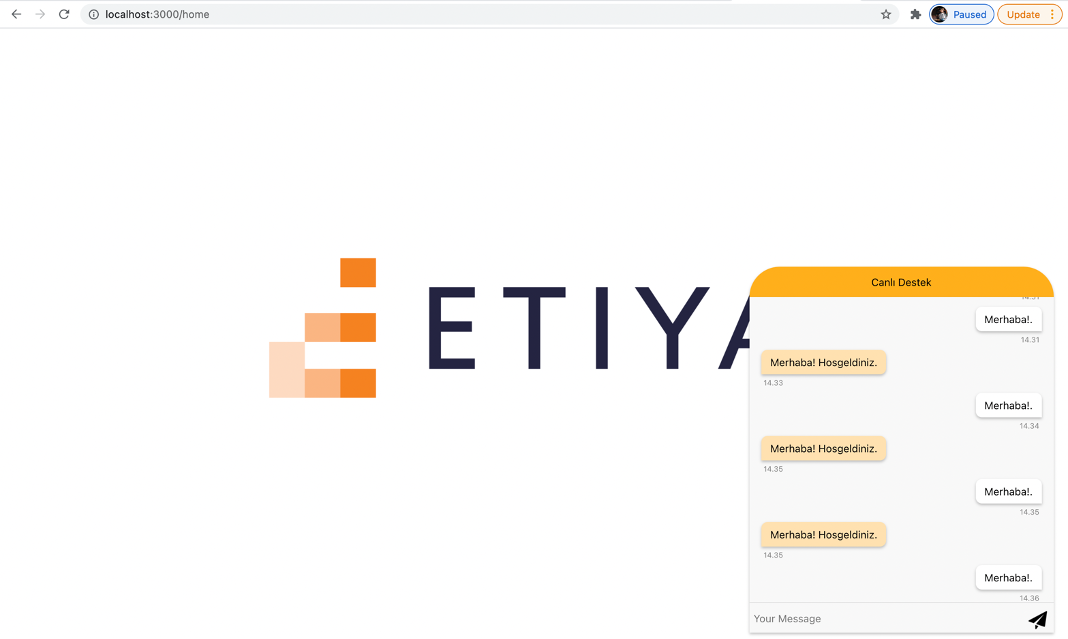 localhost:3000/home
Paused
Update
ETIYA
Canlı Destek
Merhaba!.
14.31
Merhaba! Hosgeldiniz.
14.33
Merhaba!.
14.34
Merhaba! Hosgeldiniz.
14.35
Merhaba!.
14.35
Merhaba! Hosgeldiniz.
14.35
Merhaba!.
14.36
Your Message